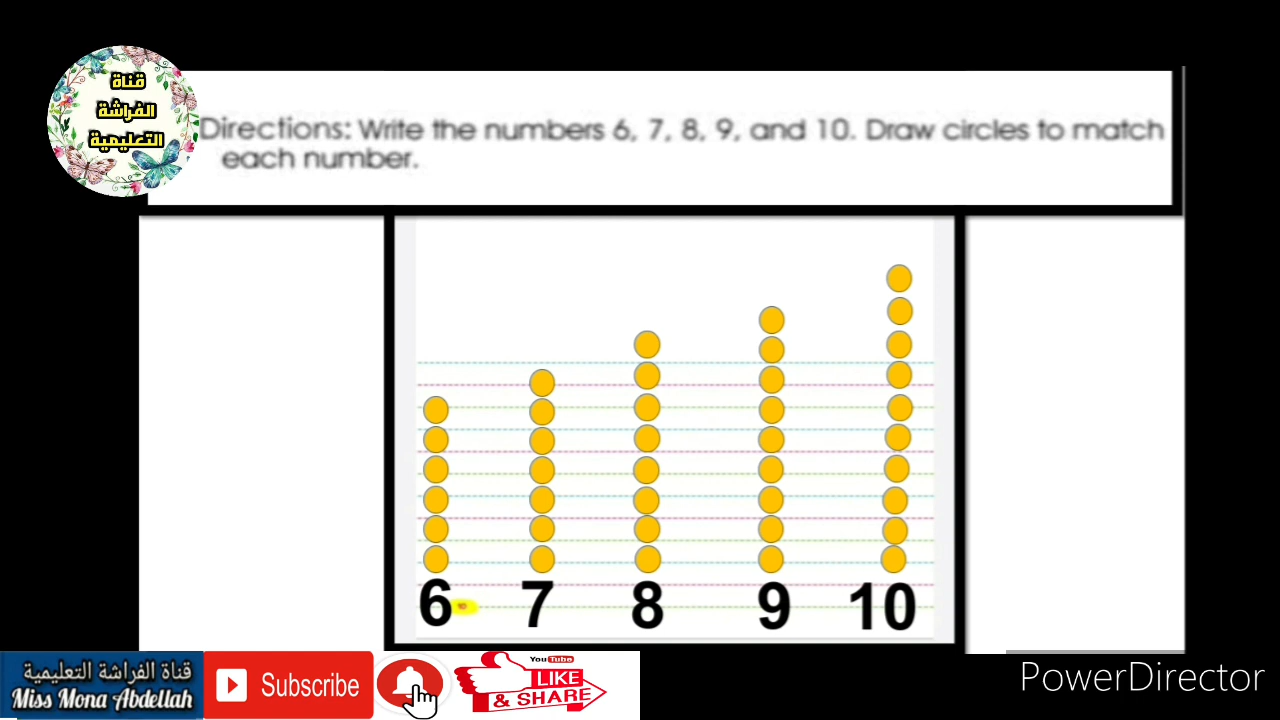 قناة
الفراشة
التعليمية
Directions: Write the numbers 6, 7, 8, 9, and 10. Draw circles to match
each number.
6 7 8 9 10
قناة الفراشة التعليمية
Miss Mona Abdellah
Subscribe
YouTube
LIKE
& SHARE
PowerDirector